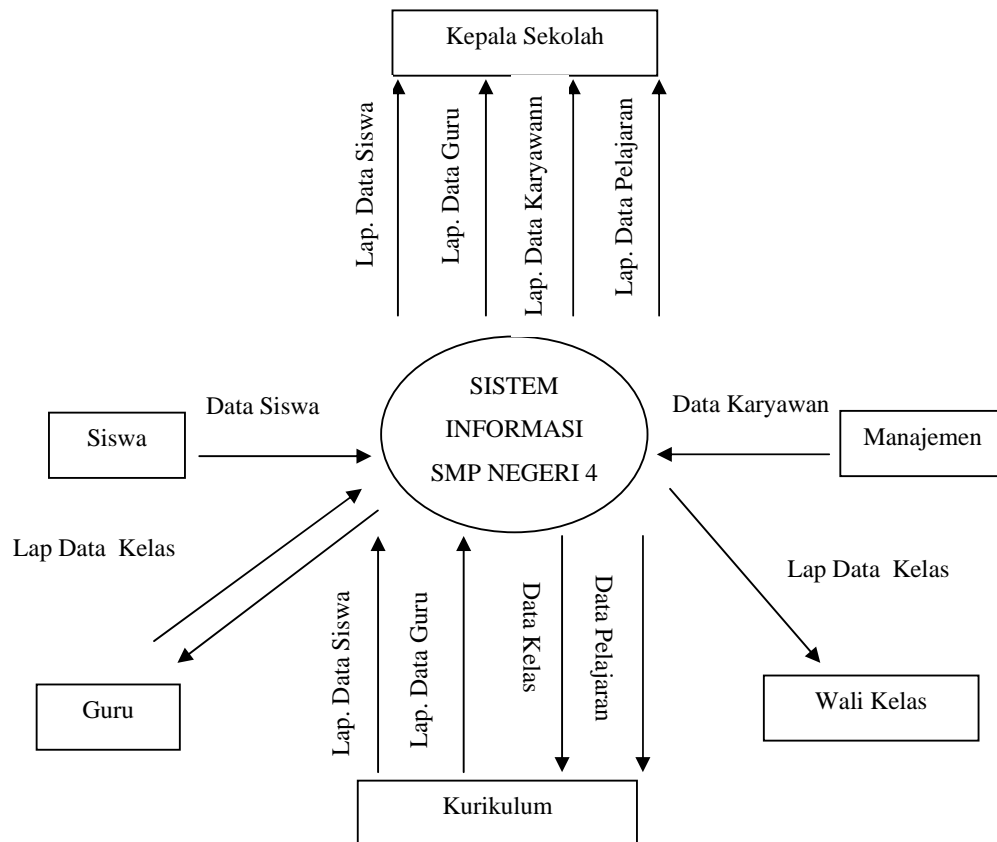 Kepala Sekolah
Lap. Data Siswa
Lap. Data Guru
Lap. Data Karyawann
Lap. Data Pelajaran
SISTEM
INFORMASI
SMP NEGERI 4
Data Siswa
Siswa
Data Karyawan
Manajemen
Lap Data Kelas
Lap Data Kelas
Lap. Data Siswa
Lap. Data Guru
Data Kelas
Data Pelajaran
Guru
Wali Kelas
Kurikulum